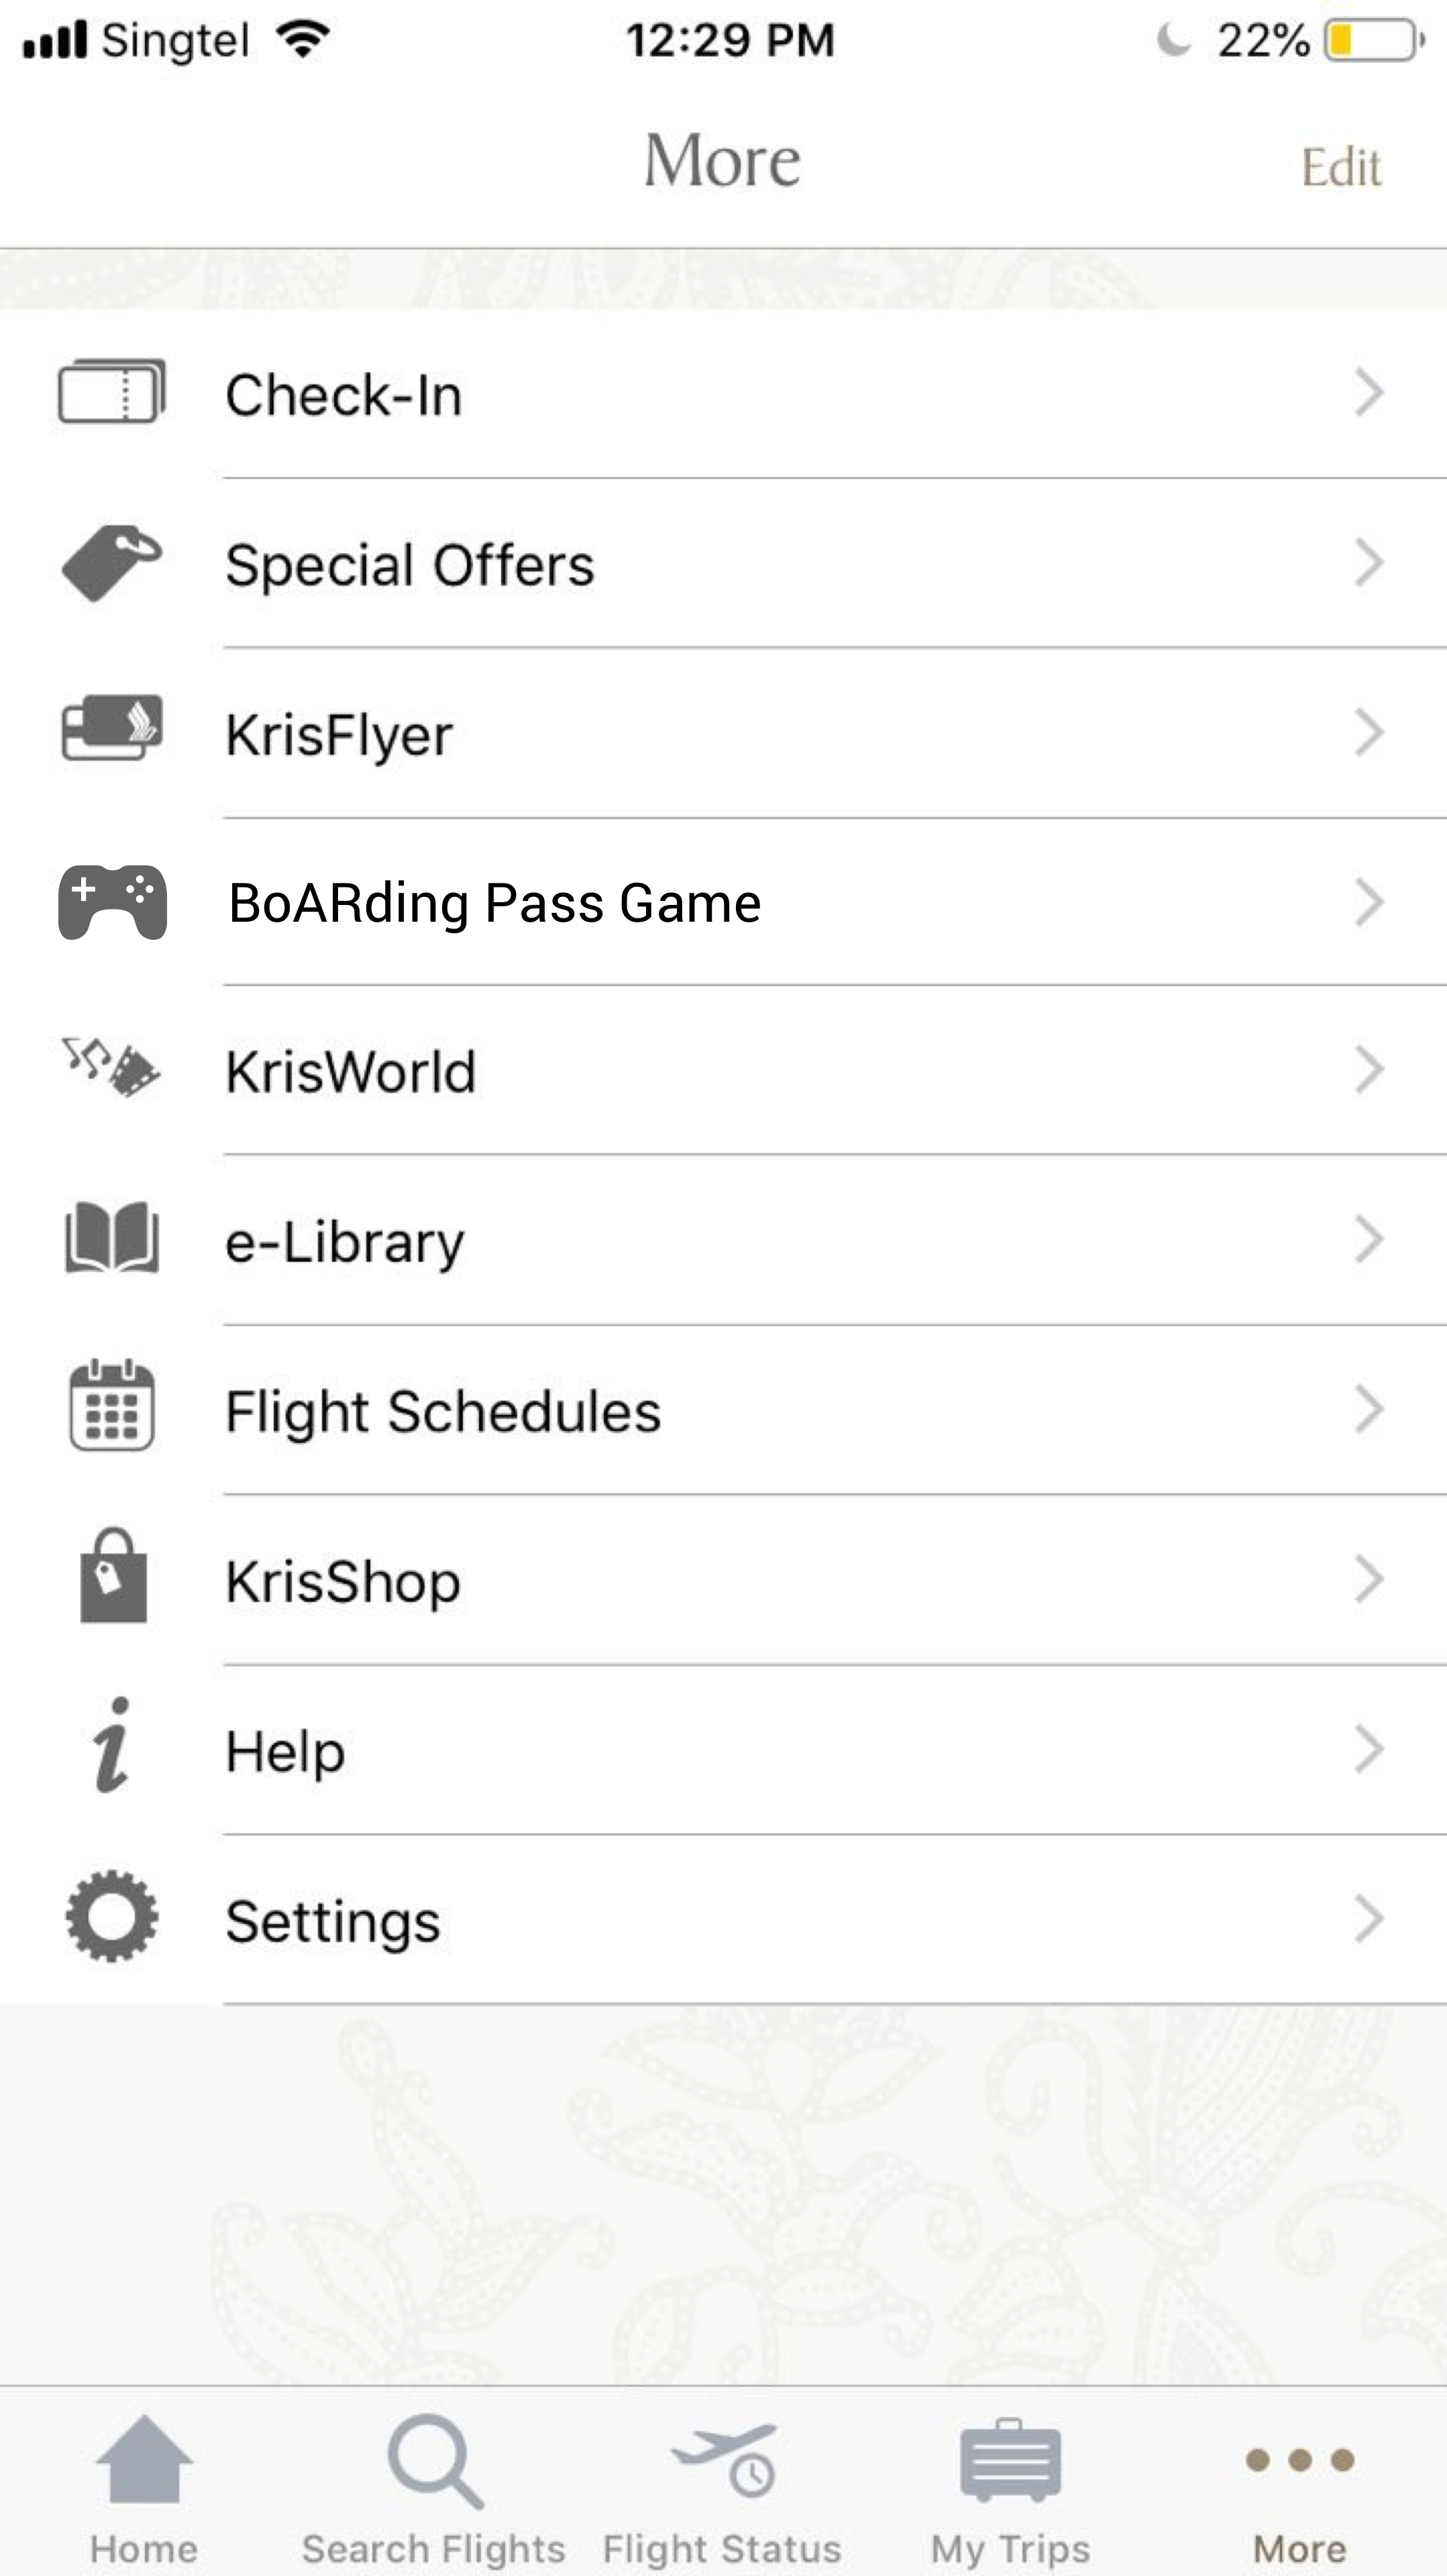 Singtel 12:29 PM 22%
More Edit
Check-In
Special Offers
KrisFlyer
BoARding Pass Game
KrisWorld
e-Library
Flight Schedules
KrisShop
Help
Settings
Home Search Flights Flight Status My Trips More